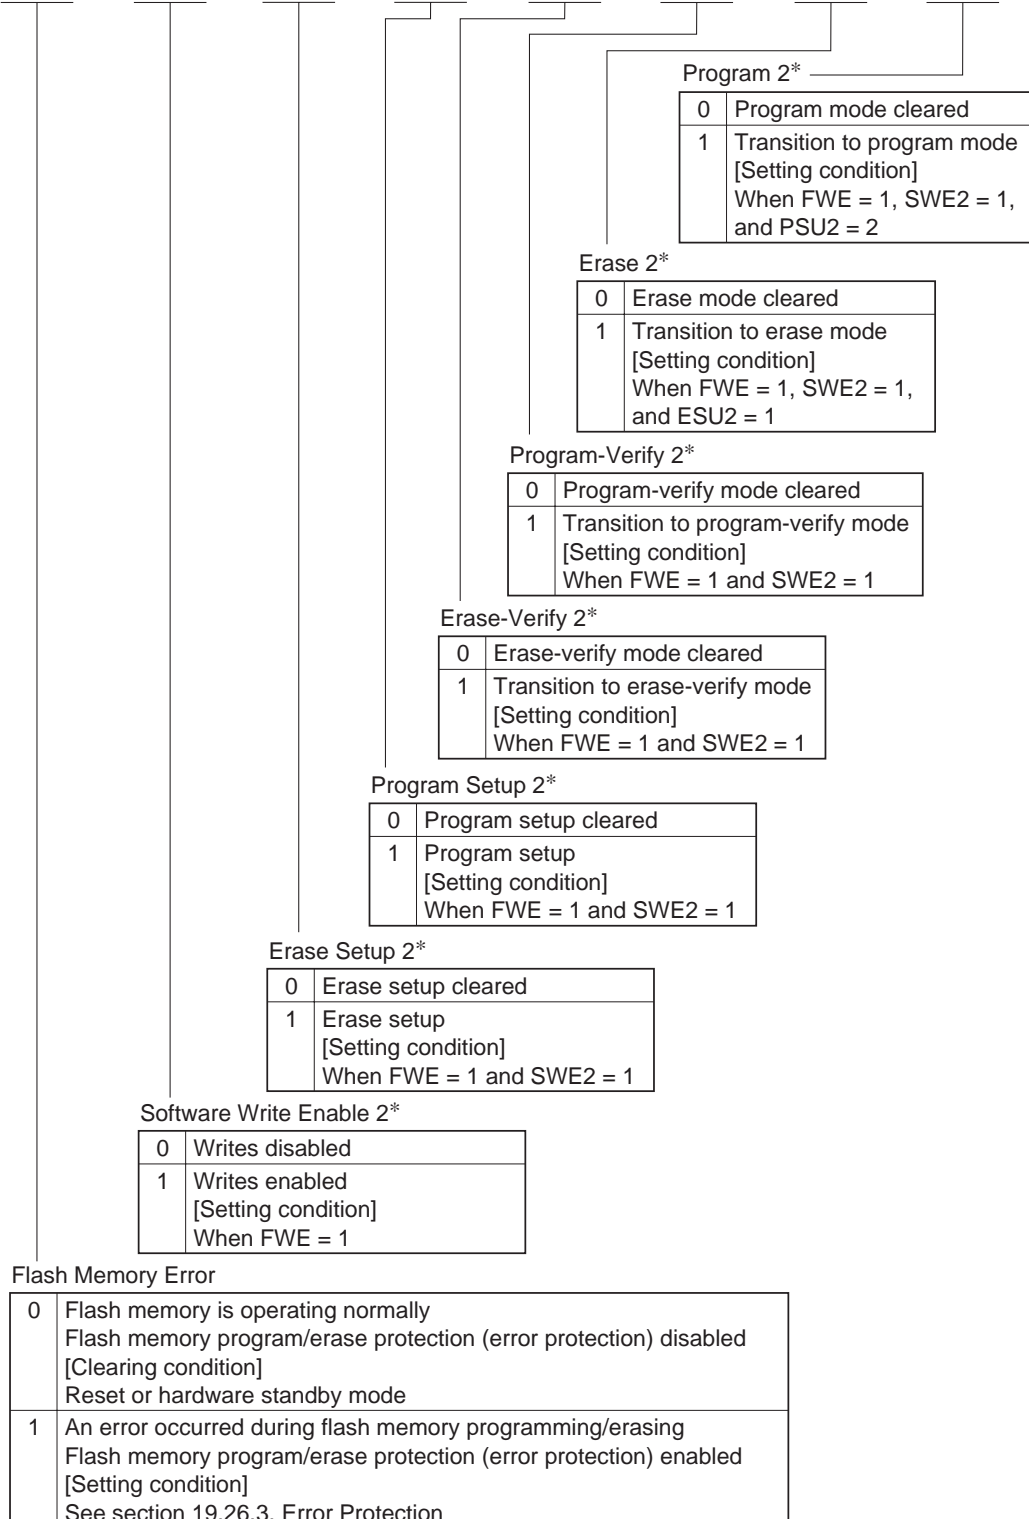 Program 2*
0 Program mode cleared
1 Transition to program mode
[Setting condition]
When FWE = 1, SWE2 = 1,
and PSU2 = 2
Erase 2*
0 Erase mode cleared
1 Transition to erase mode
[Setting condition]
When FWE = 1, SWE2 = 1,
and ESU2 = 1
Program-Verify 2*
0 Program-verify mode cleared
1 Transition to program-verify mode
[Setting condition]
When FWE = 1 and SWE2 = 1
Erase-Verify 2*
0 Erase-verify mode cleared
1 Transition to erase-verify mode
[Setting condition]
When FWE = 1 and SWE2 = 1
Program Setup 2*
0 Program setup cleared
1 Program setup
[Setting condition]
When FWE = 1 and SWE2 = 1
Erase Setup 2*
0 Erase setup cleared
1 Erase setup
[Setting condition]
When FWE = 1 and SWE2 = 1
Software Write Enable 2*
0 Writes disabled
1 Writes enabled
[Setting condition]
When FWE = 1
Flash Memory Error
0 Flash memory is operating normally
Flash memory program/erase protection (error protection) disabled
[Clearing condition]
Reset or hardware standby mode
1 An error occurred during flash memory programming/erasing
Flash memory program/erase protection (error protection) enabled
[Setting condition]
See section 19.26.3, Error Protection